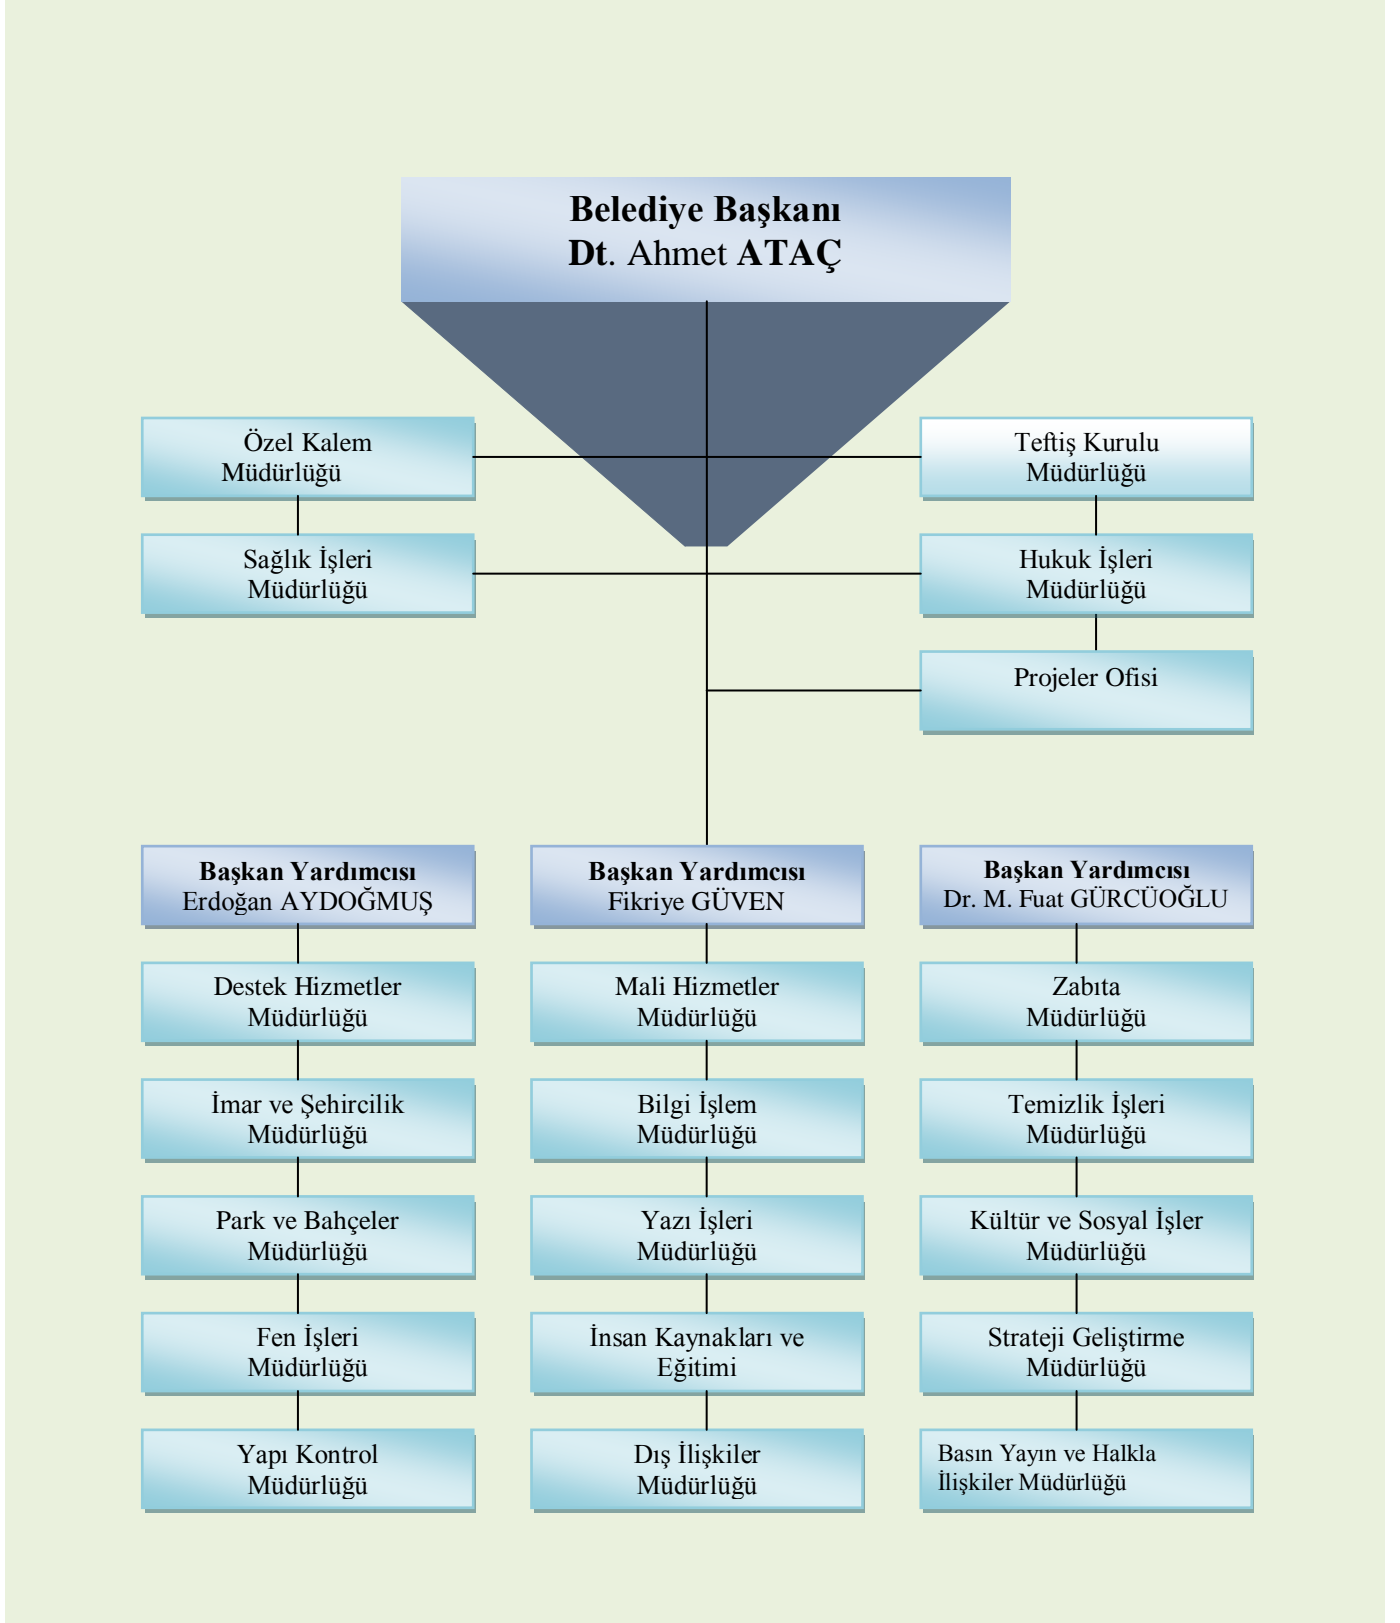 Belediye Başkanı
Dt. Ahmet ATAÇ
Özel Kalem
Müdürlüğü
Teftiş Kurulu
Müdürlüğü
Sağlık İşleri
Müdürlüğü
Hukuk İşleri
Müdürlüğü
Projeler Ofisi
Başkan Yardımcısı
Erdoğan AYDOĞMUŞ
Destek Hizmetler
Müdürlüğü
İmar ve Şehircilik
Müdürlüğü
Park ve Bahçeler
Müdürlüğü
Fen İşleri
Müdürlüğü
Yapı Kontrol
Müdürlüğü
Başkan Yardımcısı
Fikriye GÜVEN
Mali Hizmetler
Müdürlüğü
Bilgi İşlem
Müdürlüğü
Yazı İşleri
Müdürlüğü
İnsan Kaynakları ve
Eğitimi
Dış İlişkiler
Müdürlüğü
Başkan Yardımcısı
Dr. M. Fuat GÜRCÜOĞLU
Zabıta
Müdürlüğü
Temizlik İşleri
Müdürlüğü
Kültür ve Sosyal İşler
Müdürlüğü
Strateji Geliştirme
Müdürlüğü
Basın Yayın ve Halkla
İlişkiler Müdürlüğü